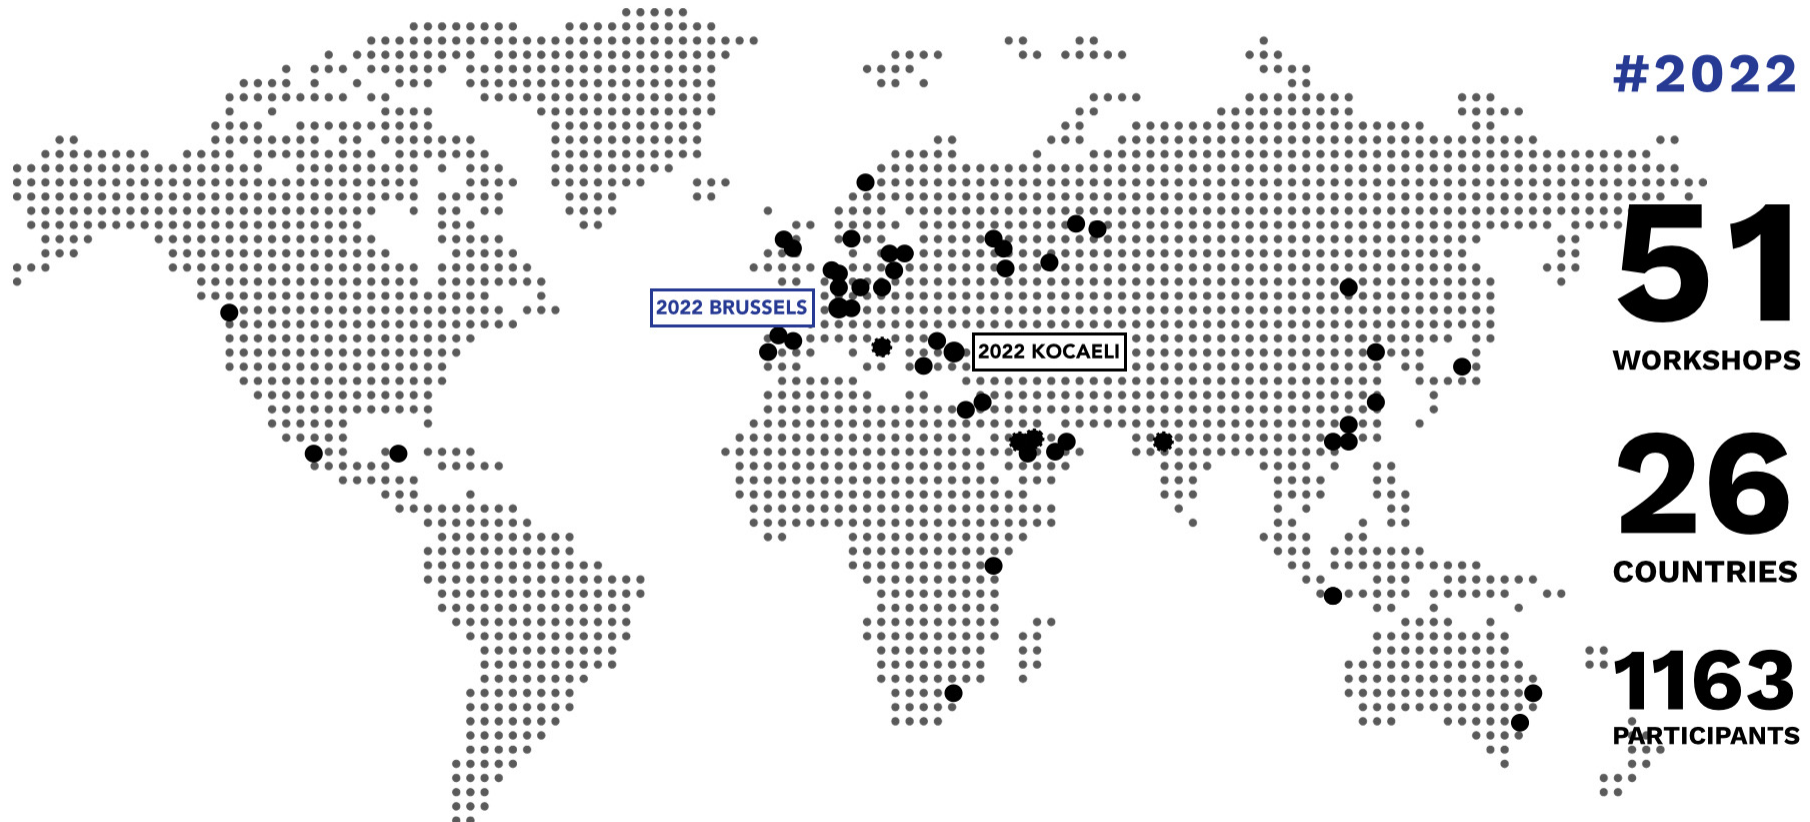 #2022
51
WORKSHOPS
2022 BRUSSELS
2022 KOCAELI
26
COUNTRIES
1163
PARTICIPANTS